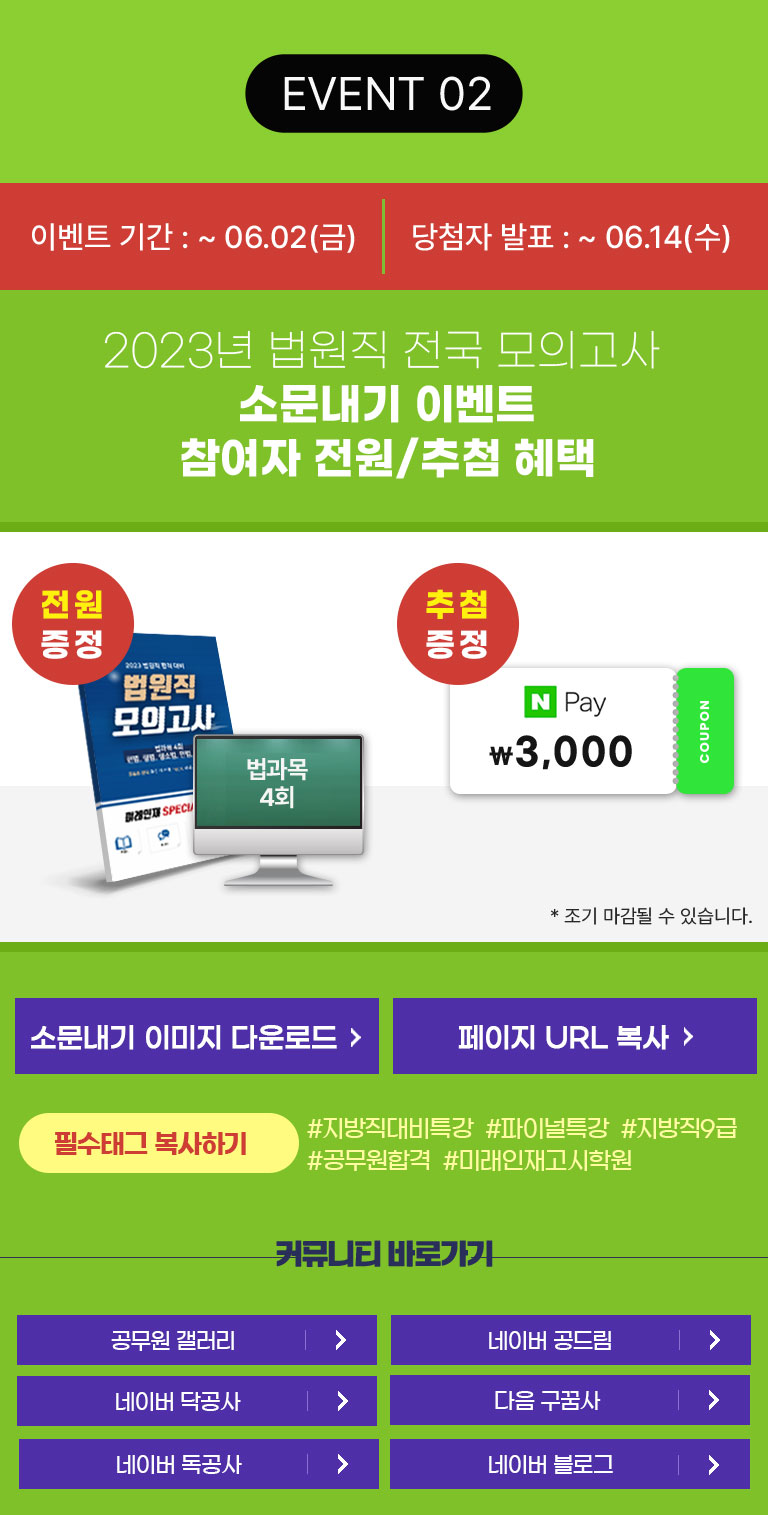 EVENT 02
이벤트 기간 : ~ 06.02(금)
당첨자 발표 : ~ 06.14(수)
2023년 법원직 전국 모의고사
소문내기 이벤트
참여자 전원/추첨 혜택
전원
증정
2023 법원직 합격 대비
법원직
모의고사
법과목 4회
미래인재 SPECIA
법과목
4회
추첨
증정
N Pay
₩3,000
COUPON
* 조기 마감될 수 있습니다.
소문내기 이미지 다운로드 >
페이지 URL 복사 >
필수태그 복사하기
#지방직대비특강 #파이널특강 #지방직9급
#공무원합격 #미래인재고시학원
커뮤니티 바로가기
공무원 갤러리 >
네이버 공드림 >
네이버 닥공사 >
다음 구꿈사 >
네이버 독공사 >
네이버 블로그 >